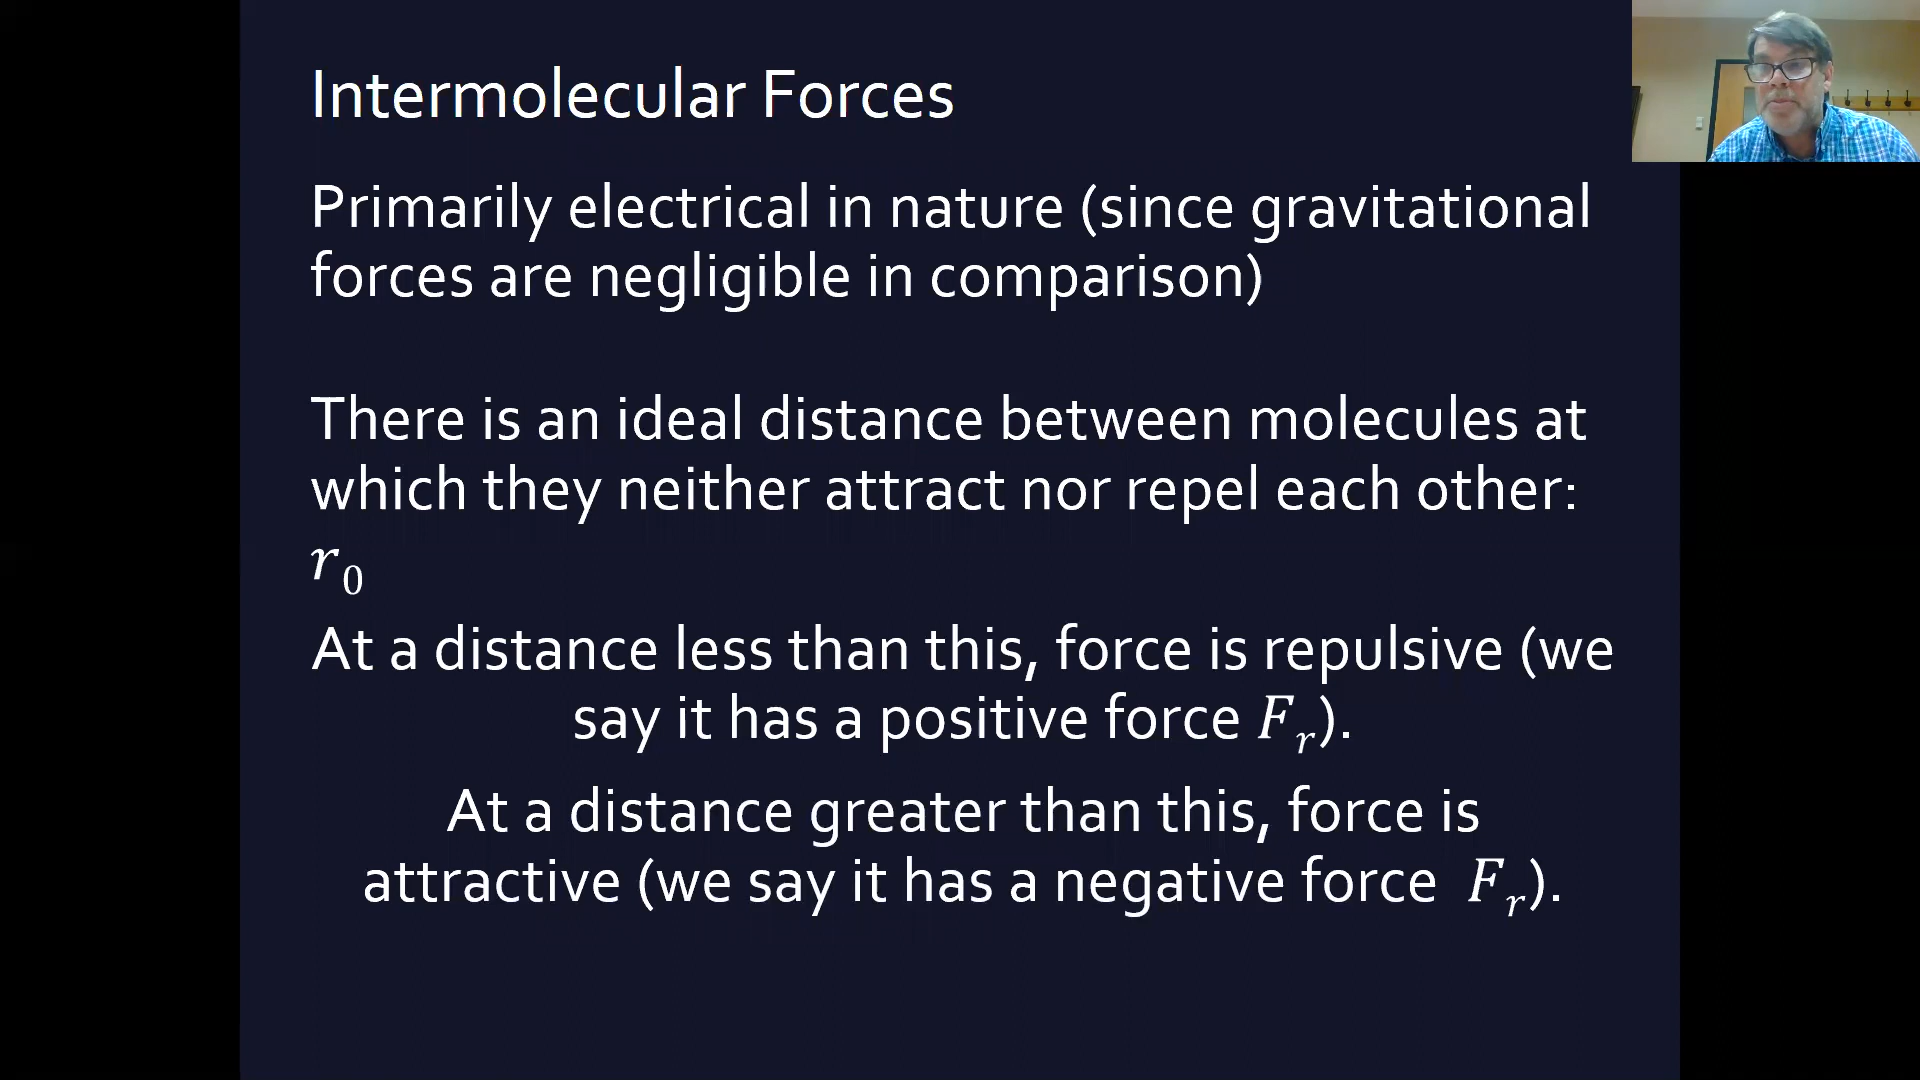 Intermolecular Forces
Primarily electrical in nature (since gravitational
forces are negligible in comparison)
There is an ideal distance between molecules at
which they neither attract nor repel each other:
r₀
At a distance less than this, force is repulsive (we
say it has a positive force Fᵣ).
At a distance greater than this, force is
attractive (we say it has a negative force Fᵣ).